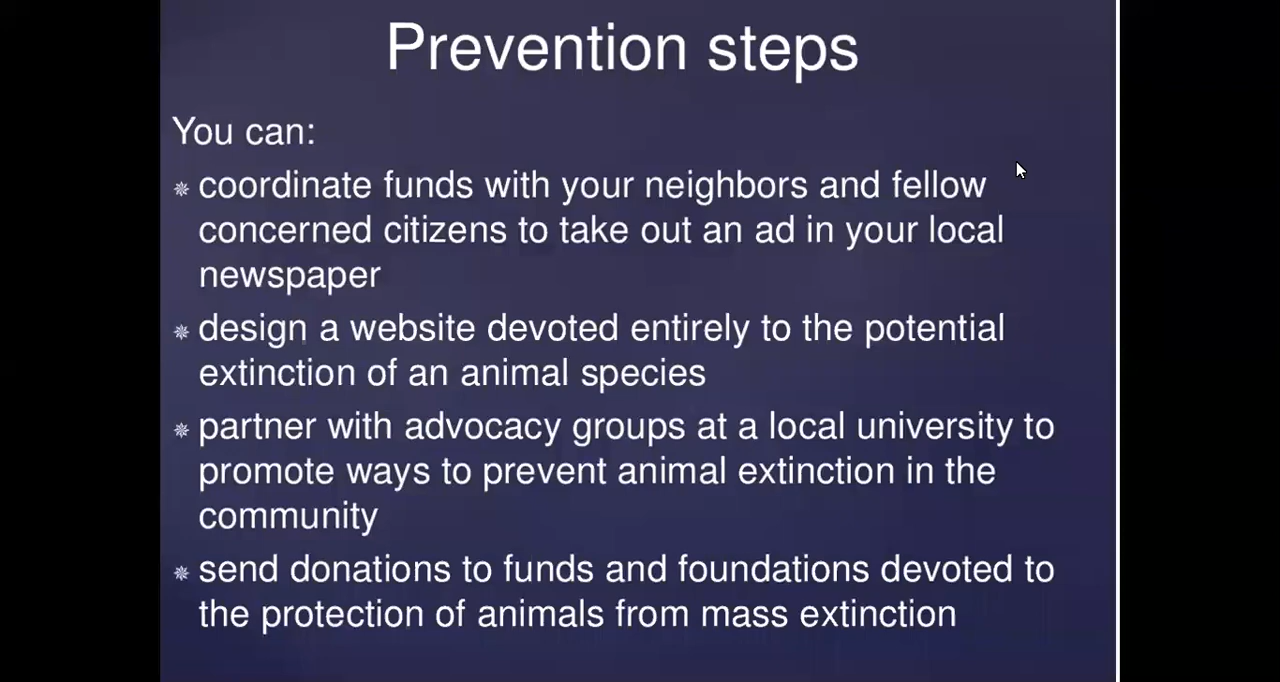 Prevention steps
You can:
coordinate funds with your neighbors and fellow
concerned citizens to take out an ad in your local
newspaper
design a website devoted entirely to the potential
extinction of an animal species
partner with advocacy groups at a local university to
promote ways to prevent animal extinction in the
community
send donations to funds and foundations devoted to
the protection of animals from mass extinction